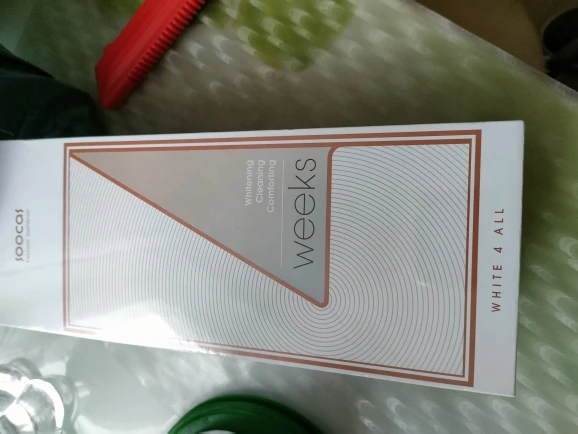 SOOCAS
Whitening
Cleaning
Comforting
weeks
WHITE 4 ALL